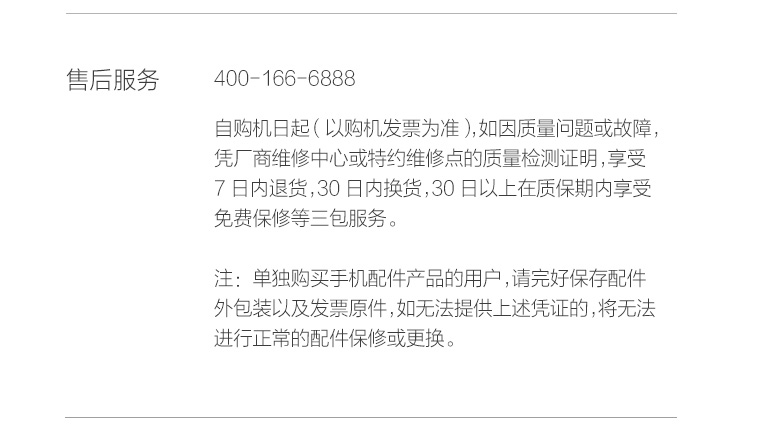 售后服务 400-166-6888
自购机日起(以购机发票为准),如因质量问题或故障,
凭厂商维修中心或特约维修点的质量检测证明,享受
7日内退货,30日内换货,30日以上在质保期内享受
免费保修等三包服务。
注:单独购买手机配件产品的用户,请完好保存配件
外包装以及发票原件,如无法提供上述凭证的,将无法
进行正常的配件保修或更换。